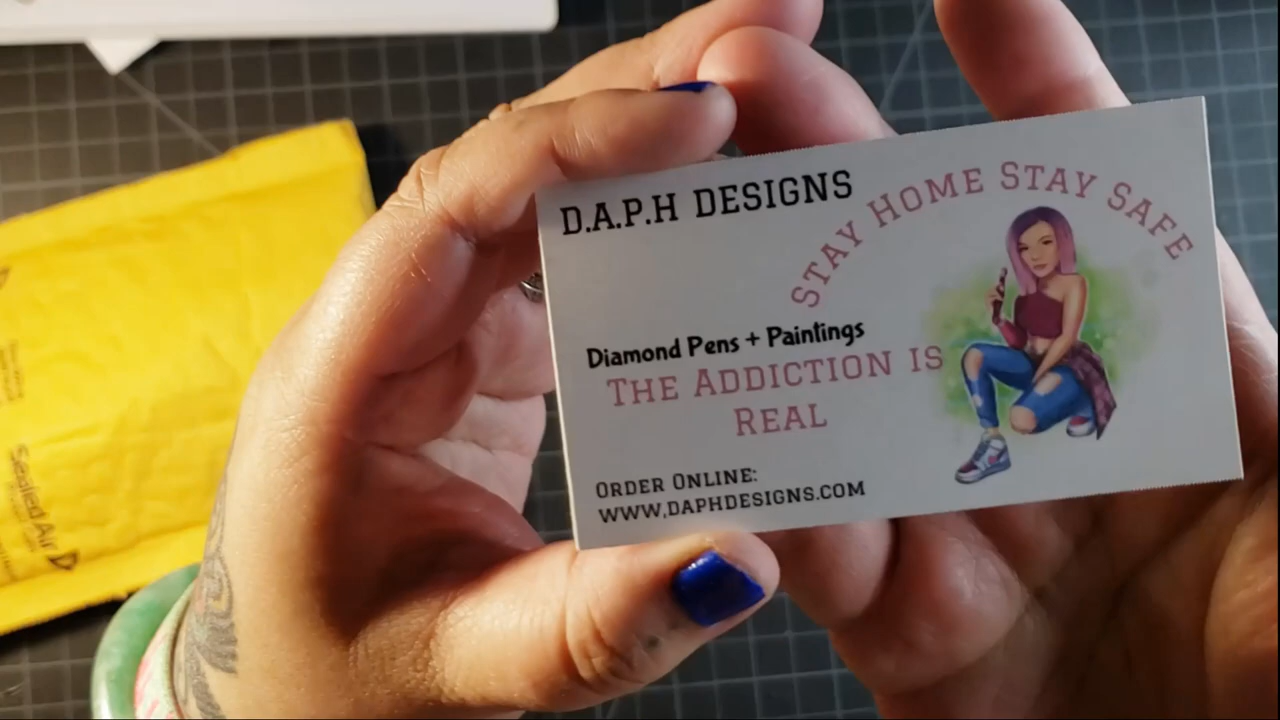 D.A.P.H DESIGNS
STAY HOME STAY SAFE
Diamond Pens + Paintings
THE ADDICTION IS
REAL
ORDER ONLINE:
WWW.DAPHDESIGNS.COM
Sealed Air